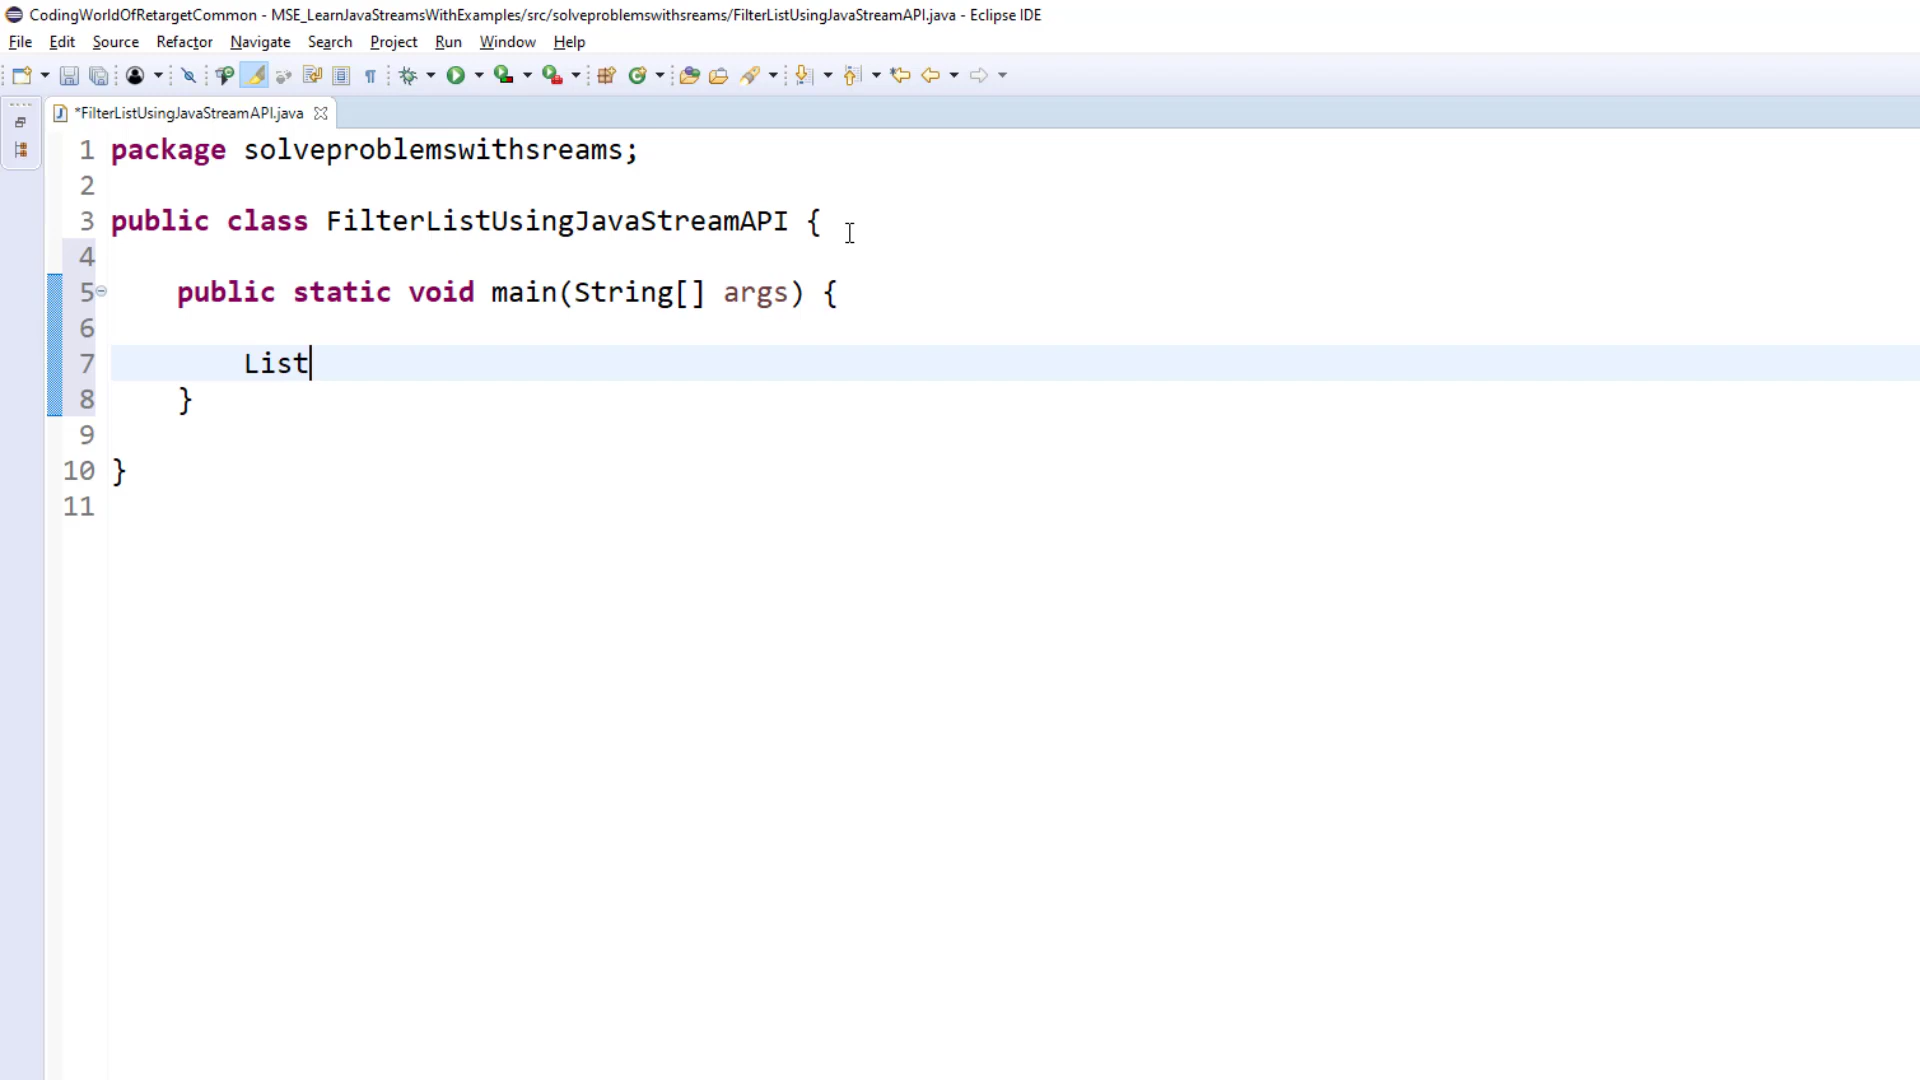 CodingWorldOfRetargetCommon - MSE_LearnJavaStreamsWithExamples/src/solveproblemswithsreams/FilterListUsingJavaStreamAPI.java - Eclipse IDE
File Edit Source Refactor Navigate Search Project Run Window Help
*FilterListUsingJavaStreamAPI.java
1 package solveproblemswithsreams;
2
3 public class FilterListUsingJavaStreamAPI {
4
5 public static void main(String[] args) {
6
7 List
8 }
9
10 }
11